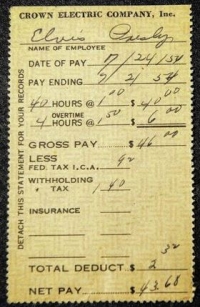 CROWN ELECTRIC COMPANY, Inc.
Elvis Presley
NAME OF EMPLOYEE
DATE OF PAY 7/24/54
PAY ENDING 7 21 54
40 HOURS @ 1 00 $ 40 00
OVERTIME
4 HOURS @ 1 50 $ 6 00
GROSS PAY $ 46 00
LESS
FED. TAX I.C.A. 92
WITHHOLDING
" TAX 1 40
INSURANCE
TOTAL DEDUCT $ 2 32
NET PAY $ 43.68
DETACH THIS STATEMENT FOR YOUR RECORDS